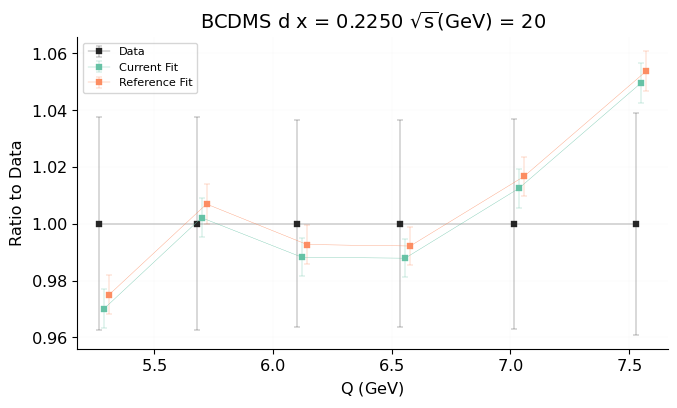 BCDMS d x = 0.2250 √s(GeV) = 20
Data
Current Fit
Reference Fit
Ratio to Data
1.06
1.04
1.02
1.00
0.98
0.96
5.5 6.0 6.5 7.0 7.5
Q (GeV)